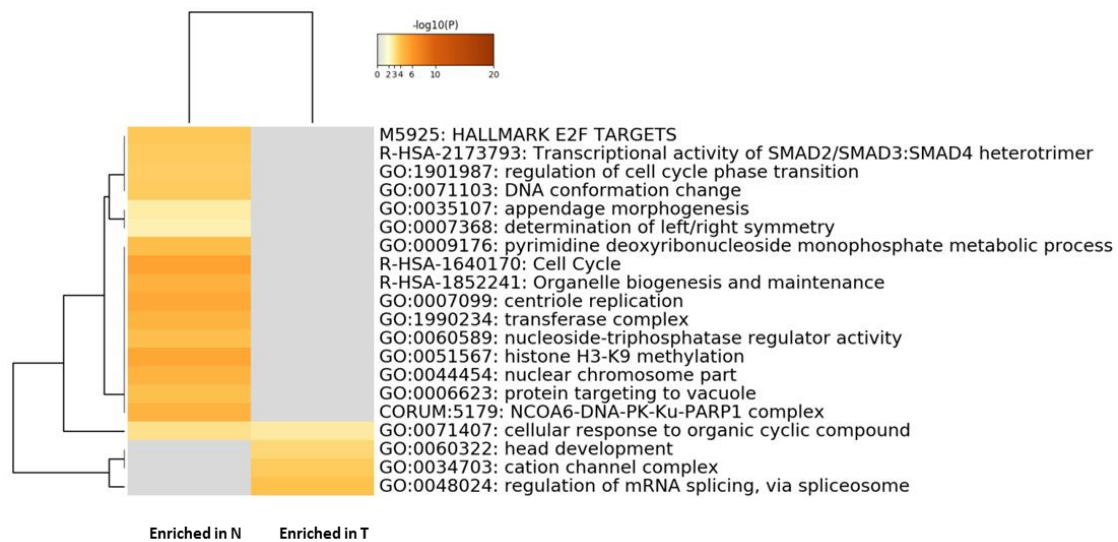 -log10(P)
0 2 3 4 6 10 20
M5925: HALLMARK E2F TARGETS
R-HSA-2173793: Transcriptional activity of SMAD2/SMAD3:SMAD4 heterotrimer
GO:1901987: regulation of cell cycle phase transition
GO:0071103: DNA conformation change
GO:0035107: appendage morphogenesis
GO:0007368: determination of left/right symmetry
GO:0009176: pyrimidine deoxyribonucleoside monophosphate metabolic process
R-HSA-1640170: Cell Cycle
R-HSA-1852241: Organelle biogenesis and maintenance
GO:0007099: centriole replication
GO:1990234: transferase complex
GO:0060589: nucleoside-triphosphatase regulator activity
GO:0051567: histone H3-K9 methylation
GO:0044454: nuclear chromosome part
GO:0006623: protein targeting to vacuole
CORUM:5179: NCOA6-DNA-PK-Ku-PARP1 complex
GO:0071407: cellular response to organic cyclic compound
GO:0060322: head development
GO:0034703: cation channel complex
GO:0048024: regulation of mRNA splicing, via spliceosome
Enriched in N Enriched in T